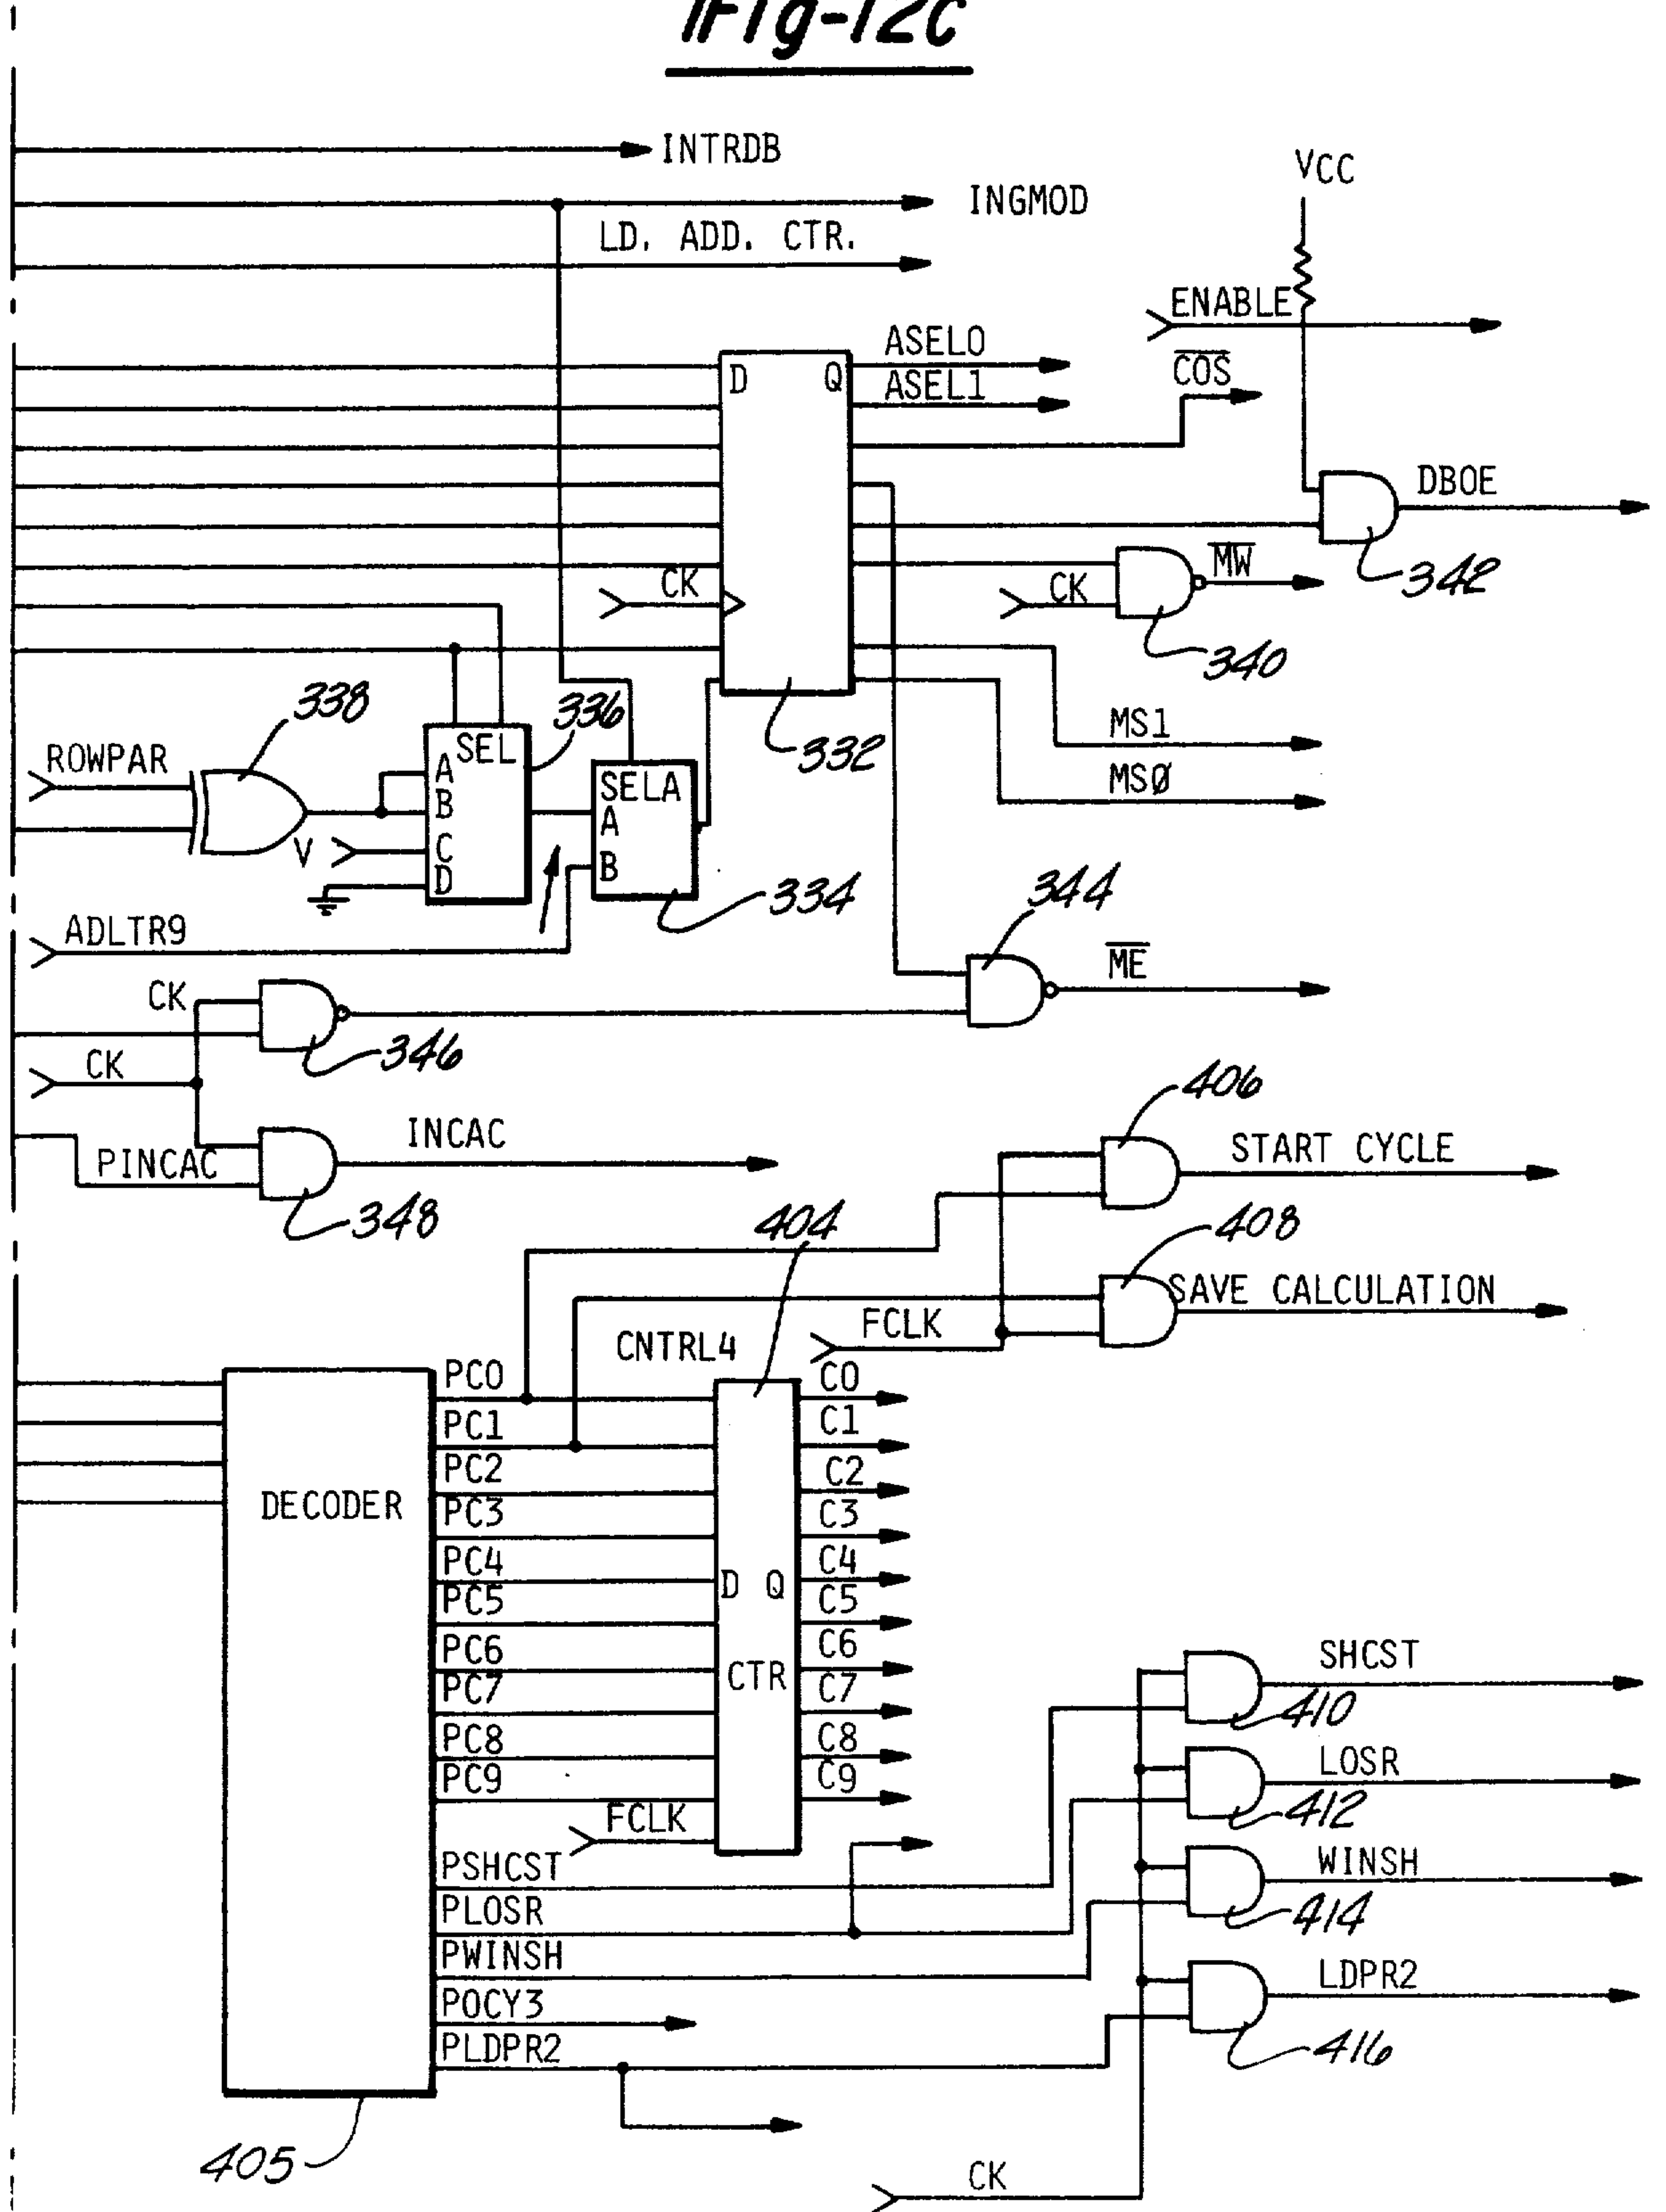 Fig-12C
INTRDB
VCC
INGMOD
LD. ADD. CTR.
ENABLE
ASEL0
COS
D Q
ASEL1
DBOE
MW
CK
CK
342
340
338
336
332
MS1
SEL
ROWPAR
A
SELA
MSØ
B
A
V
C
B
D
334
344
ADLTR9
ME
CK
346
CK
406
INCAC
START CYCLE
PINCAC
348
404
408
SAVE CALCULATION
FCLK
CNTRL4
PC0
C0
PC1
C1
PC2
C2
DECODER
PC3
C3
PC4
C4
D Q
PC5
C5
PC6
C6
CTR
SHCST
PC7
C7
410
PC8
C8
LOSR
PC9
C9
412
FCLK
PSHCST
WINSH
PLOSR
414
PWINSH
LDPR2
POCY3
PLDPR2
416
405
CK